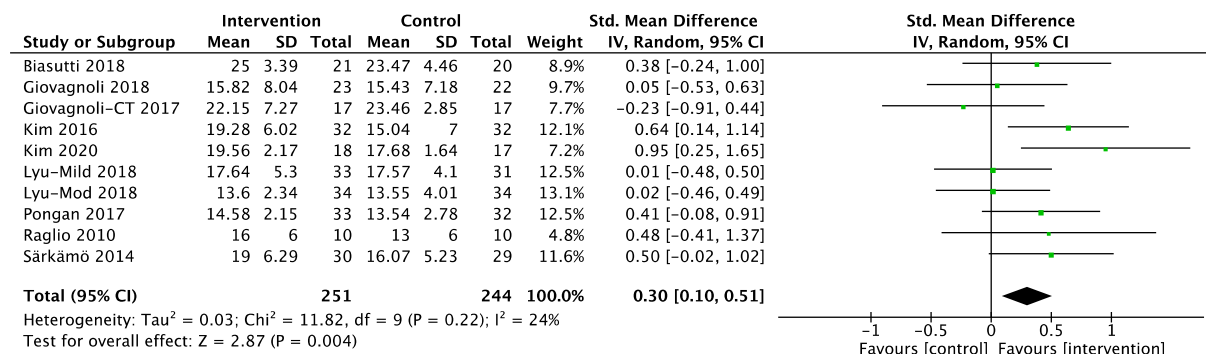 Intervention Control Std. Mean Difference Std. Mean Difference
Study or Subgroup Mean SD Total Mean SD Total Weight IV, Random, 95% CI IV, Random, 95% CI
Biasutti 2018 25 3.39 21 23.47 4.46 20 8.9% 0.38 [-0.24, 1.00]
Giovagnoli 2018 15.82 8.04 23 15.43 7.18 22 9.7% 0.05 [-0.53, 0.63]
Giovagnoli-CT 2017 22.15 7.27 17 23.46 2.85 17 7.7% -0.23 [-0.91, 0.44]
Kim 2016 19.28 6.02 32 15.04 7 32 12.1% 0.64 [0.14, 1.14]
Kim 2020 19.56 2.17 18 17.68 1.64 17 7.2% 0.95 [0.25, 1.65]
Lyu-Mild 2018 17.64 5.3 33 17.57 4.1 31 12.5% 0.01 [-0.48, 0.50]
Lyu-Mod 2018 13.6 2.34 34 13.55 4.01 34 13.1% 0.02 [-0.46, 0.49]
Pongan 2017 14.58 2.15 33 13.54 2.78 32 12.5% 0.41 [-0.08, 0.91]
Raglio 2010 16 6 10 13 6 10 4.8% 0.48 [-0.41, 1.37]
Särkämö 2014 19 6.29 30 16.07 5.23 29 11.6% 0.50 [-0.02, 1.02]
Total (95% CI) 251 244 100.0% 0.30 [0.10, 0.51]
Heterogeneity: Tau² = 0.03; Chi² = 11.82, df = 9 (P = 0.22); I² = 24%
Test for overall effect: Z = 2.87 (P = 0.004)
-1 -0.5 0 0.5 1
Favours [control] Favours [intervention]